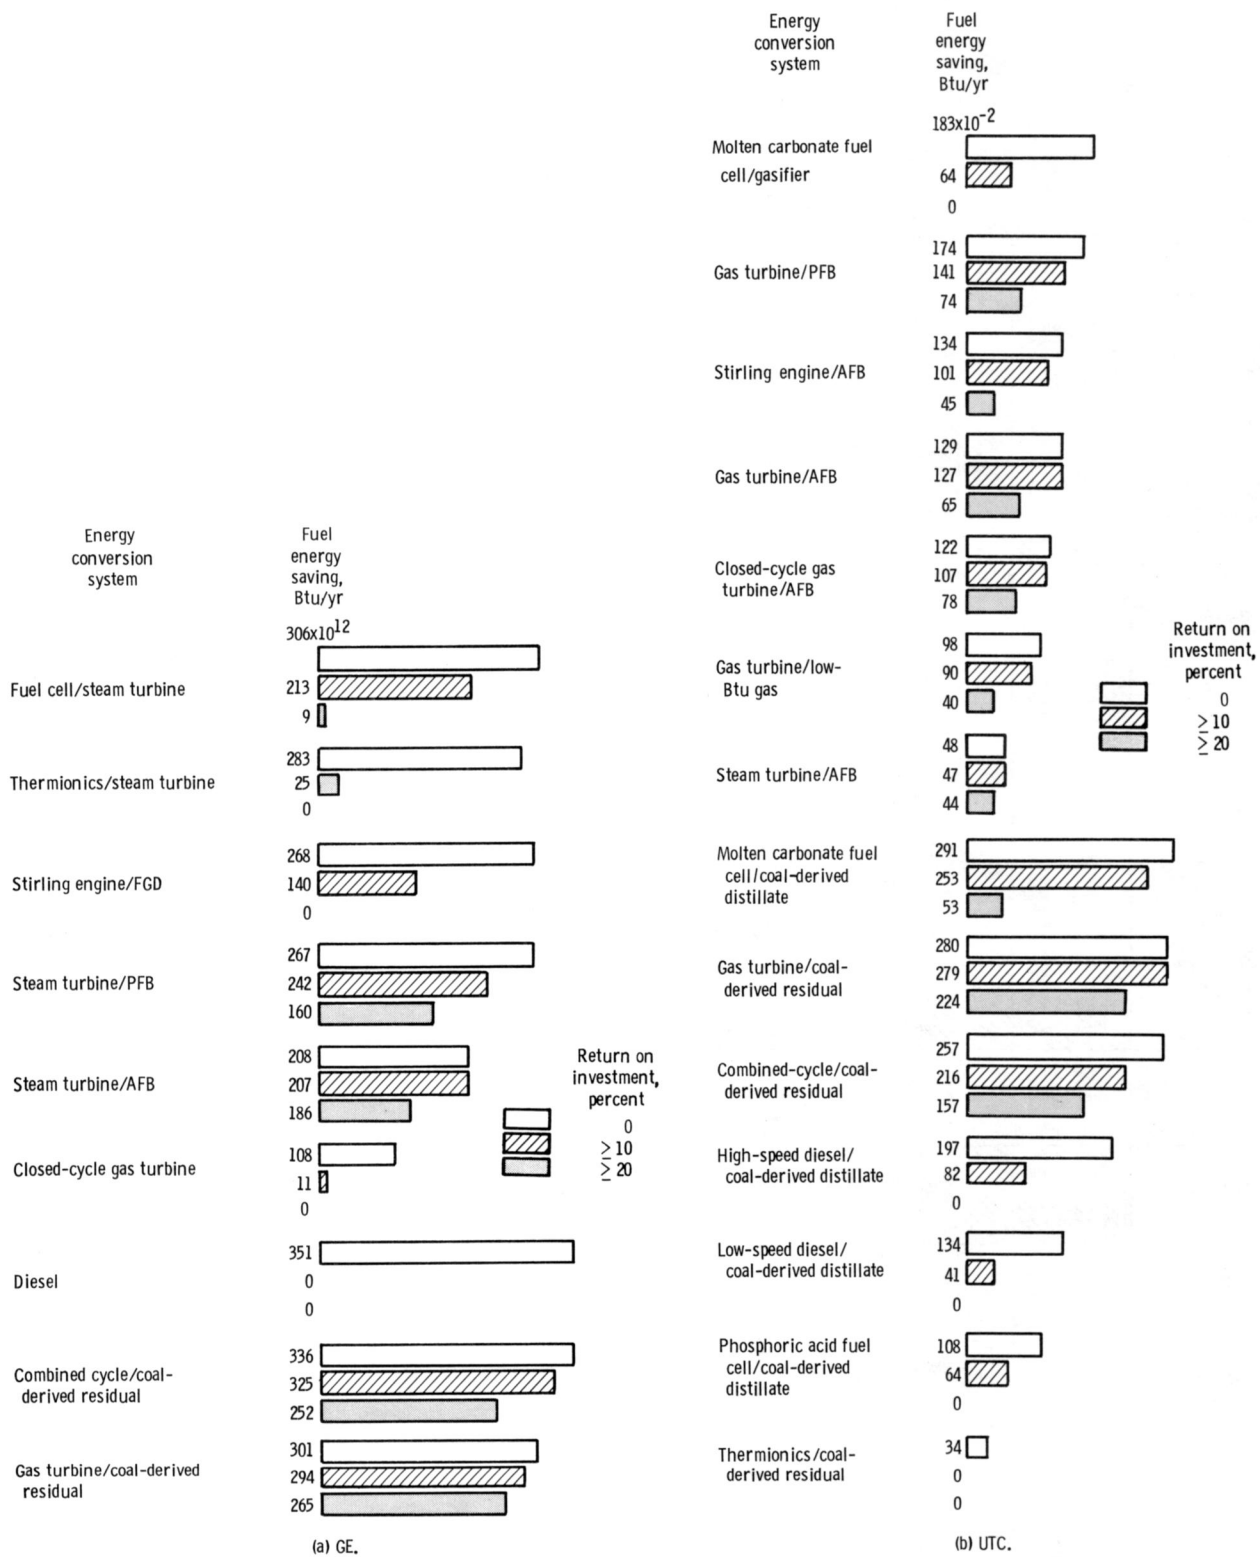 Energy
conversion
system
Fuel
energy
saving,
Btu/yr
306x10^12
Fuel cell/steam turbine
213
9
283
Thermionics/steam turbine
25
0
268
Stirling engine/FGD
140
0
267
Steam turbine/PFB
242
160
208
Steam turbine/AFB
207
186
108
Closed-cycle gas turbine
11
0
351
Diesel
0
0
336
Combined cycle/coal-
derived residual
325
252
301
Gas turbine/coal-derived
residual
294
265
Return on
investment,
percent
0
≥10
≥20
(a) GE.
Energy
conversion
system
Fuel
energy
saving,
Btu/yr
183x10^-2
Molten carbonate fuel
cell/gasifier
64
0
174
Gas turbine/PFB
141
74
134
Stirling engine/AFB
101
45
129
Gas turbine/AFB
127
65
122
Closed-cycle gas
turbine/AFB
107
78
98
Gas turbine/low-
Btu gas
90
40
48
Steam turbine/AFB
47
44
Molten carbonate fuel
cell/coal-derived
distillate
291
253
53
280
Gas turbine/coal-
derived residual
279
224
257
Combined-cycle/coal-
derived residual
216
157
197
High-speed diesel/
coal-derived distillate
82
0
134
Low-speed diesel/
coal-derived distillate
41
0
Phosphoric acid fuel
cell/coal-derived
distillate
108
64
0
34
Thermionics/coal-
derived residual
0
0
Return on
investment,
percent
0
≥10
≥20
(b) UTC.